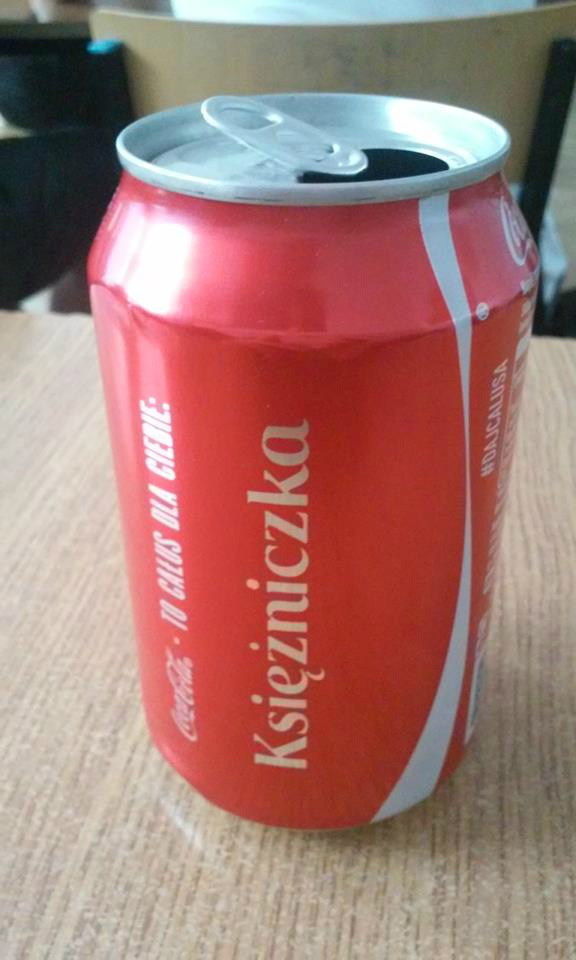 Coca-Cola · TO CAŁUS DLA CIEBIE:
Księżniczka
®
#DAJCAŁUSA